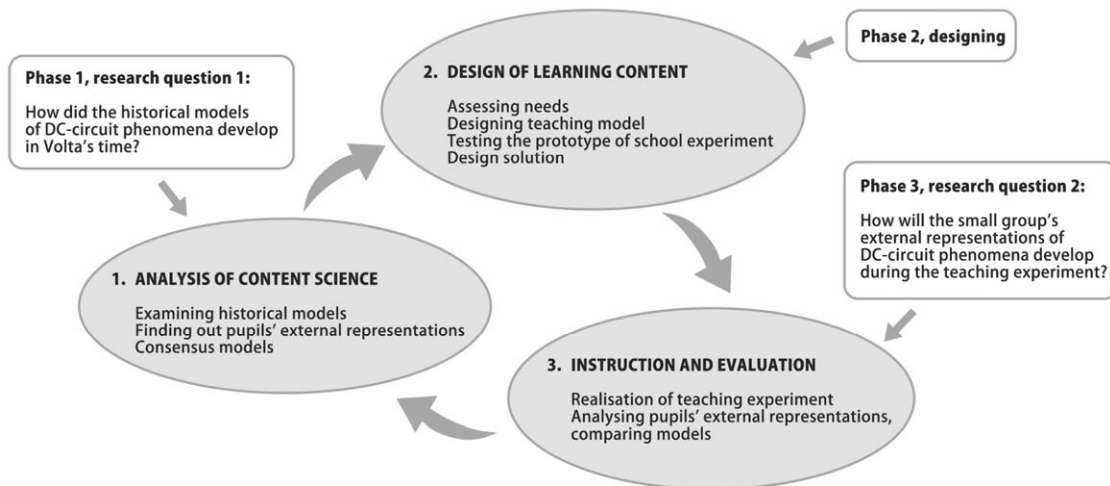 Phase 1, research question 1:
How did the historical models
of DC-circuit phenomena develop
in Volta's time?
Phase 2, designing
2. DESIGN OF LEARNING CONTENT
Assessing needs
Designing teaching model
Testing the prototype of school experiment
Design solution
Phase 3, research question 2:
How will the small group's
external representations of
DC-circuit phenomena develop
during the teaching experiment?
1. ANALYSIS OF CONTENT SCIENCE
Examining historical models
Finding out pupils' external representations
Consensus models
3. INSTRUCTION AND EVALUATION
Realisation of teaching experiment
Analysing pupils' external representations,
comparing models